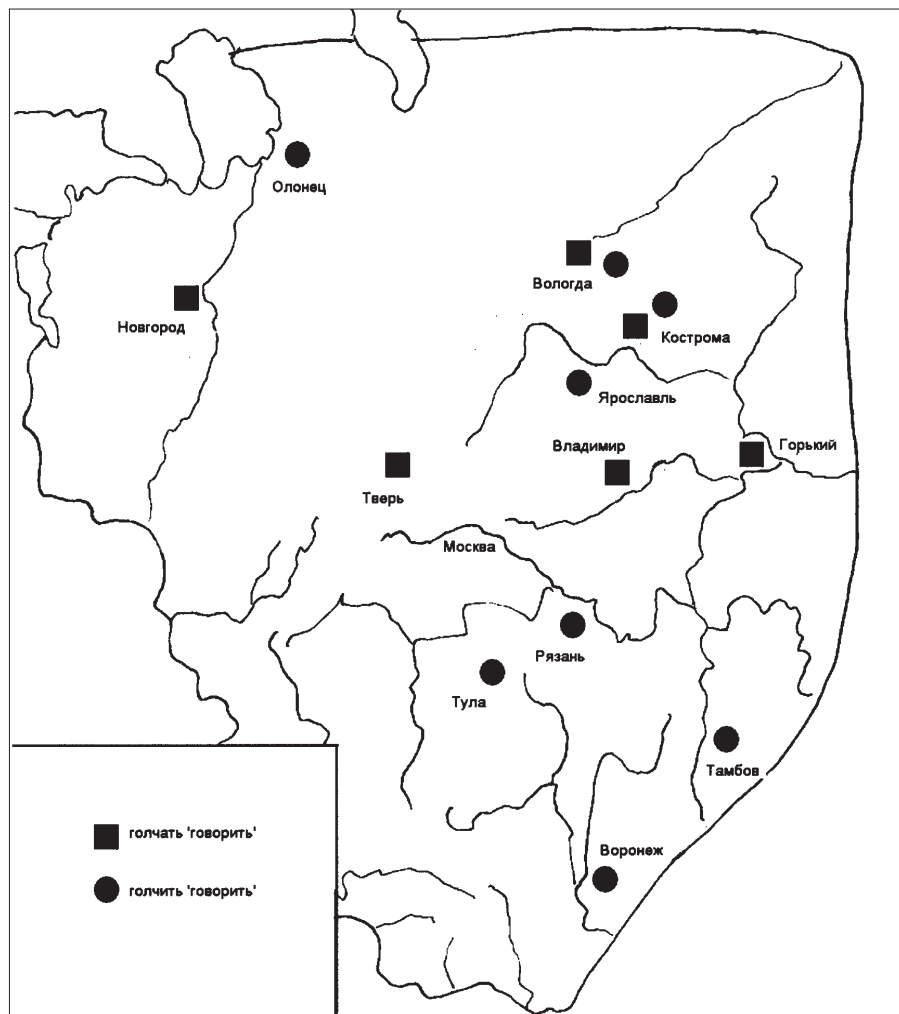 Олонец
Вологда
Новгород
Кострома
Ярославль
Владимир
Горький
Тверь
Москва
Рязань
Тула
Тамбов
голчать 'говорить'
Воронеж
голчить 'говорить'